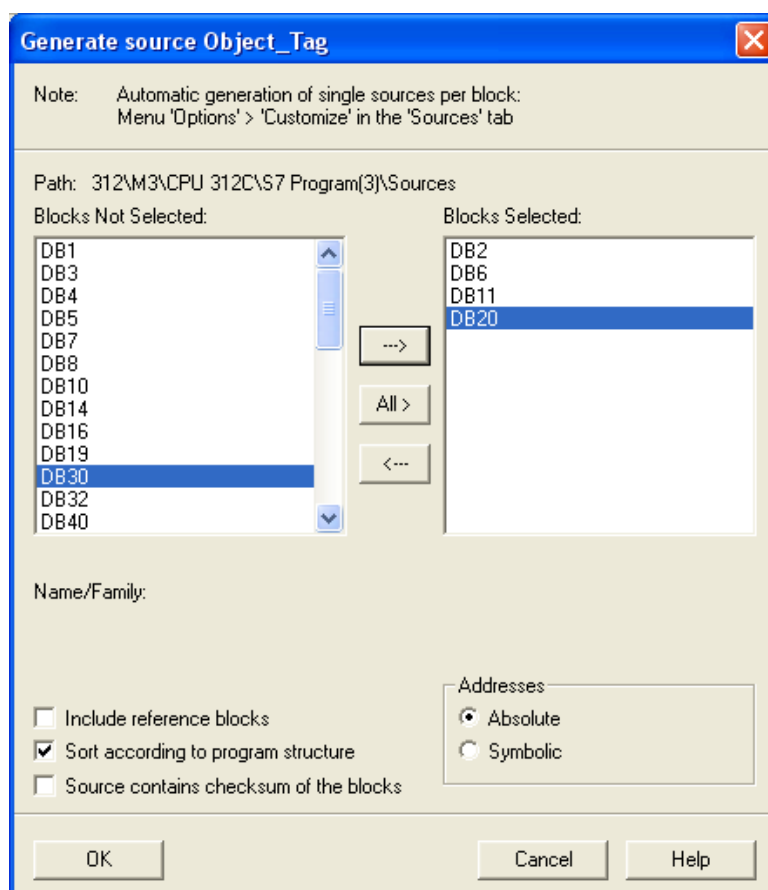 Generate source Object_Tag
Note: Automatic generation of single sources per block:
Menu 'Options' > 'Customize' in the 'Sources' tab
Path: 312\M3\CPU 312C\S7 Program(3)\Sources
Blocks Not Selected:
DB1
DB3
DB4
DB5
DB7
DB8
DB10
DB14
DB16
DB19
DB30
DB32
DB40
--->
All >
<---
Blocks Selected:
DB2
DB6
DB11
DB20
Name/Family:
Include reference blocks
Sort according to program structure
Source contains checksum of the blocks
Addresses
Absolute
Symbolic
OK
Cancel
Help